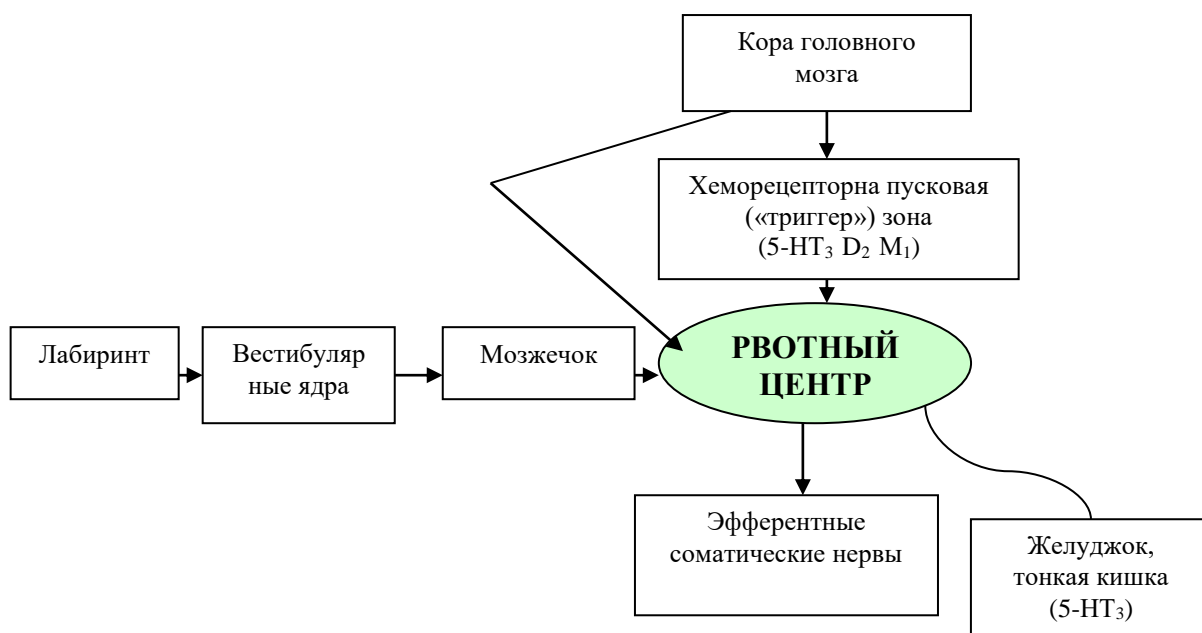 Кора головного
мозга
Хеморецепторна пусковая
(«триггер») зона
(5-HT₃ D₂ M₁)
Лабиринт
Вестибуляр
ные ядра
Мозжечок
РВОТНЫЙ
ЦЕНТР
Эфферентные
соматические нервы
Желуджок,
тонкая кишка
(5-HT₃)